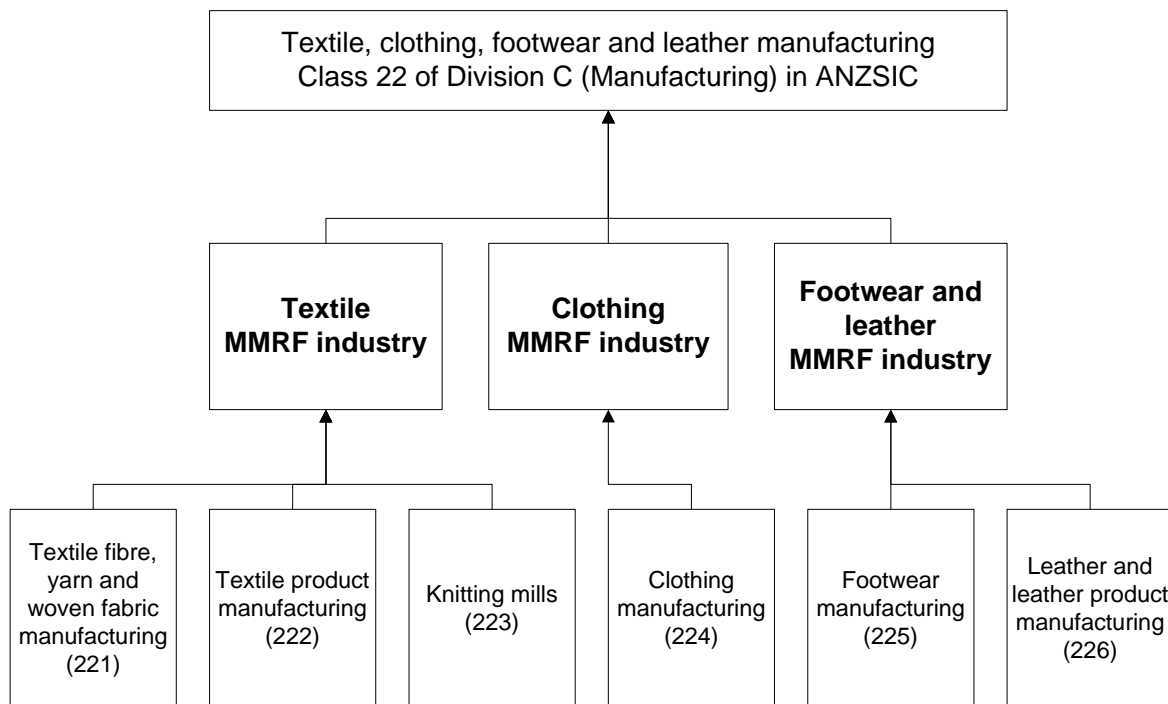 Textile, clothing, footwear and leather manufacturing
Class 22 of Division C (Manufacturing) in ANZSIC
Textile
MMRF industry
Clothing
MMRF industry
Footwear and
leather
MMRF industry
Textile fibre,
yarn and
woven fabric
manufacturing
(221)
Textile product
manufacturing
(222)
Knitting mills
(223)
Clothing
manufacturing
(224)
Footwear
manufacturing
(225)
Leather and
leather product
manufacturing
(226)